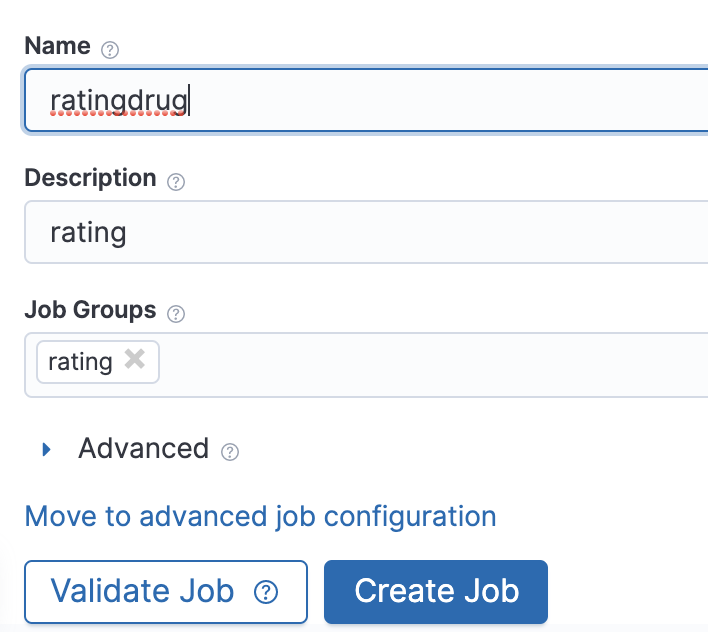 Name ?
ratingdrug
Description ?
rating
Job Groups ?
rating ×
Advanced ?
Move to advanced job configuration
Validate Job ? Create Job